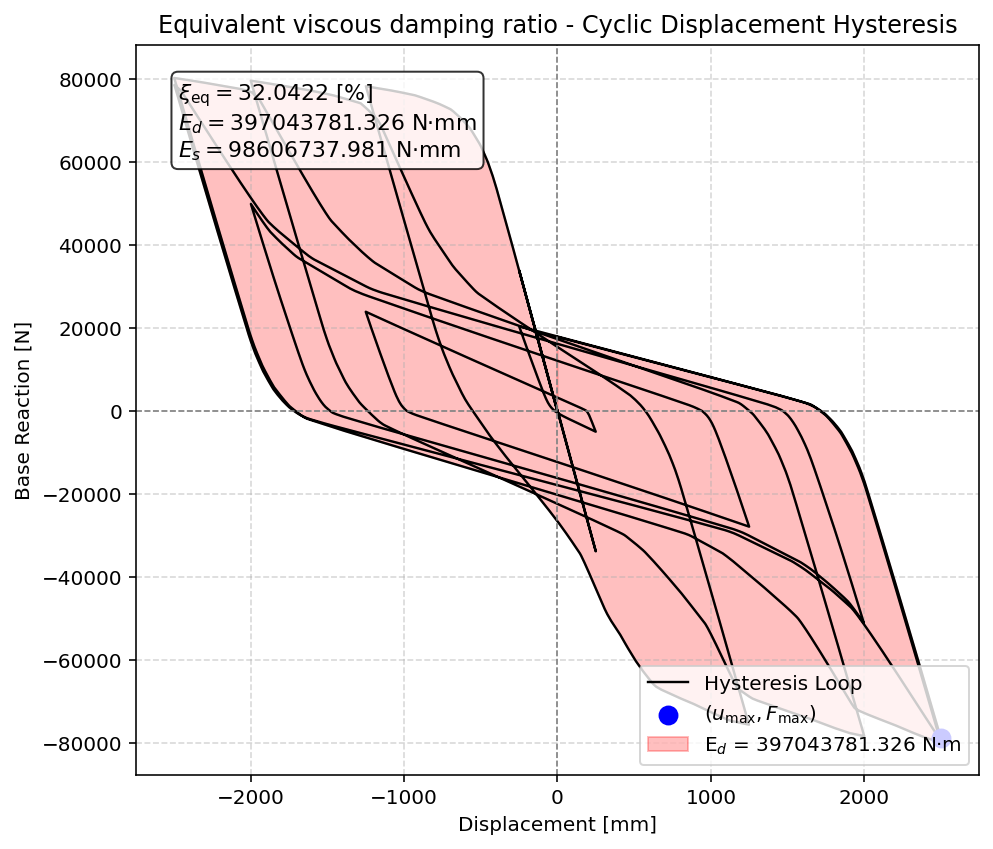 Equivalent viscous damping ratio - Cyclic Displacement Hysteresis
80000
60000
40000
20000
0
−20000
−40000
−60000
−80000
Base Reaction [N]
ξeq = 32.0422 [%]
Ed = 397043781.326 N·mm
Es = 98606737.981 N·mm
Hysteresis Loop
(umax, Fmax)
Ed = 397043781.326 N·m
−2000
−1000
0
1000
2000
Displacement [mm]